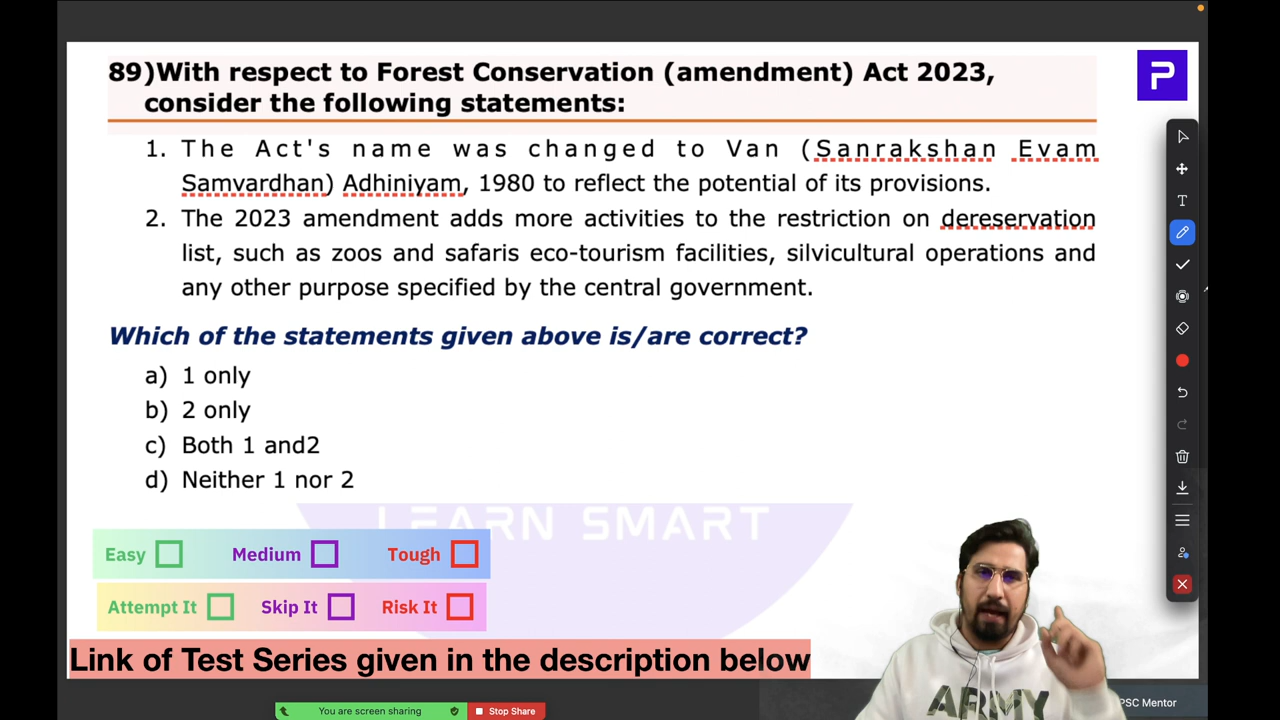 89)With respect to Forest Conservation (amendment) Act 2023,
consider the following statements:
1. The Act's name was changed to Van (Sanrakshan Evam
Samvardhan) Adhiniyam, 1980 to reflect the potential of its provisions.
2. The 2023 amendment adds more activities to the restriction on dereservation
list, such as zoos and safaris eco-tourism facilities, silvicultural operations and
any other purpose specified by the central government.
Which of the statements given above is/are correct?
a) 1 only
b) 2 only
c) Both 1 and2
d) Neither 1 nor 2
LEARN SMART
Easy Medium Tough
Attempt It Skip It Risk It
Link of Test Series given in the description below
ARMY
PSC Mentor
You are screen sharing Stop Share